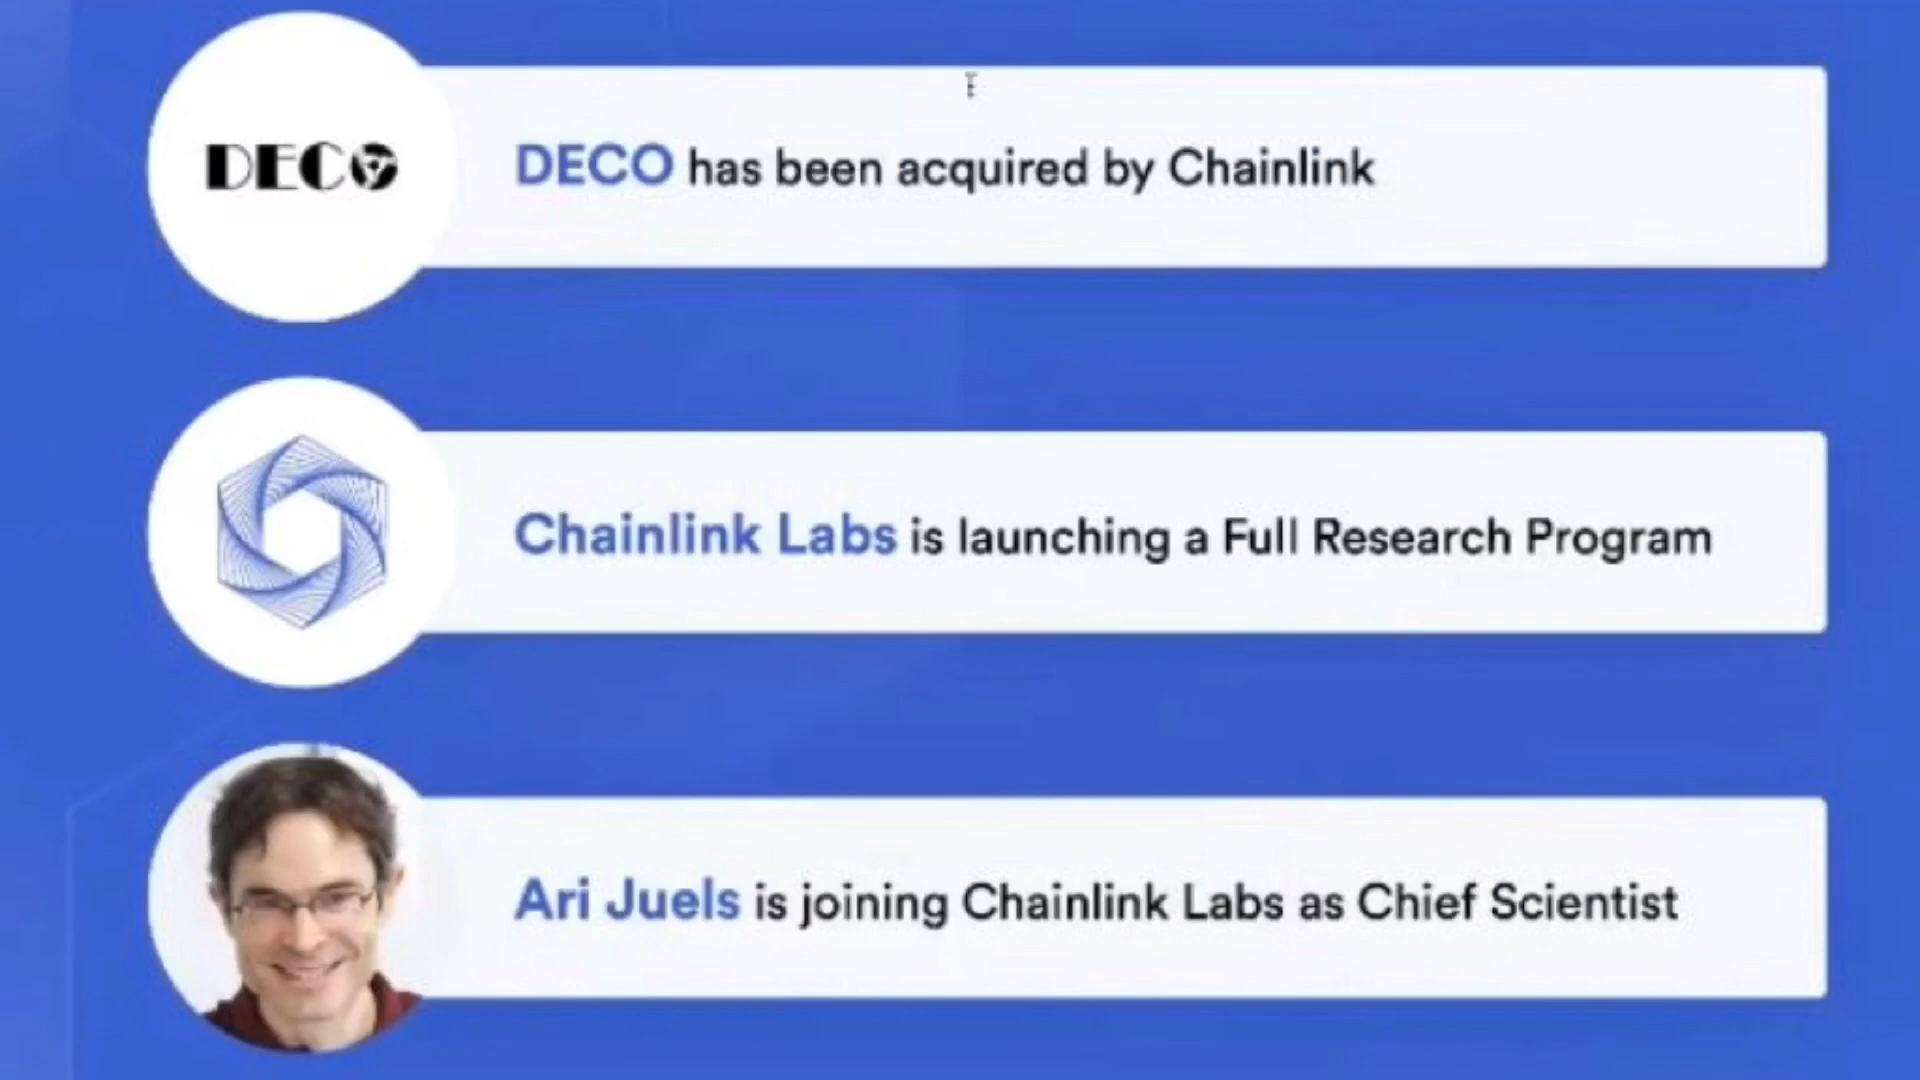 DECO
DECO has been acquired by Chainlink
Chainlink Labs is launching a Full Research Program
Ari Juels is joining Chainlink Labs as Chief Scientist